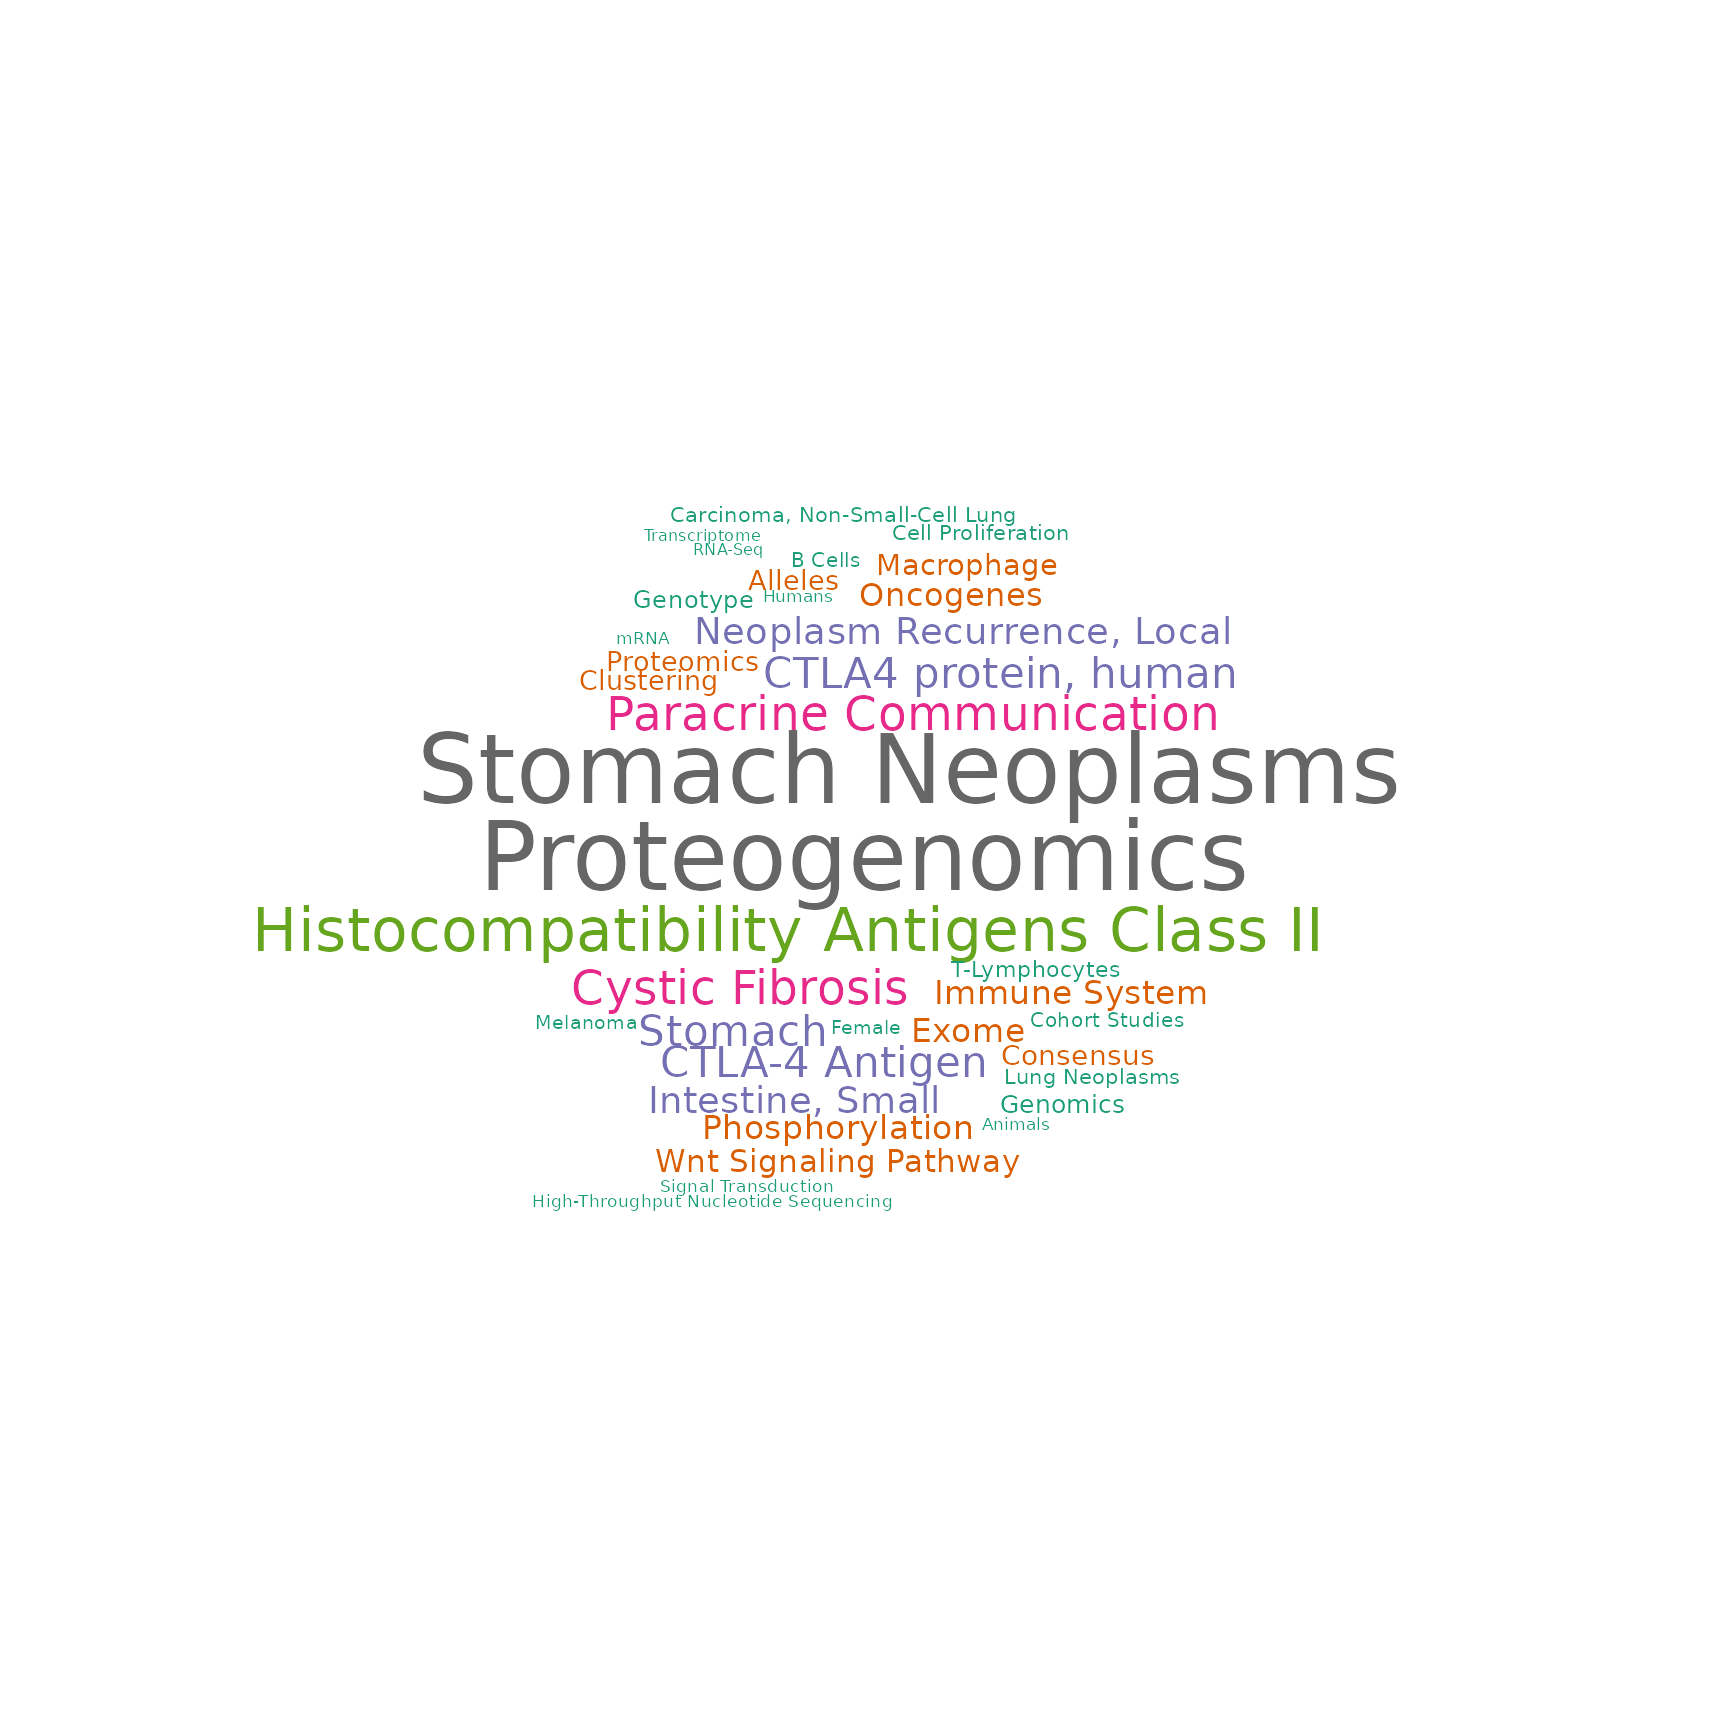 Carcinoma, Non-Small-Cell Lung
Transcriptome
Cell Proliferation
RNA-Seq
B Cells
Macrophage
Alleles
Genotype
Humans
Oncogenes
mRNA
Neoplasm Recurrence, Local
Proteomics
Clustering
CTLA4 protein, human
Paracrine Communication
Stomach Neoplasms
Proteogenomics
Histocompatibility Antigens Class II
T-Lymphocytes
Cystic Fibrosis
Immune System
Melanoma
Stomach
Female
Exome
Cohort Studies
CTLA-4 Antigen
Consensus
Lung Neoplasms
Intestine, Small
Genomics
Phosphorylation
Animals
Wnt Signaling Pathway
Signal Transduction
High-Throughput Nucleotide Sequencing